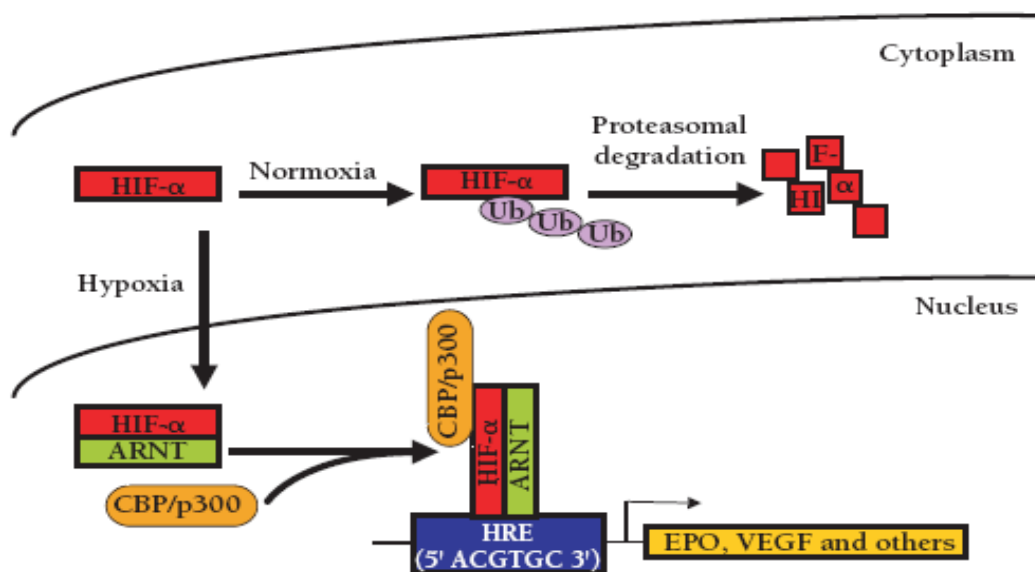 Cytoplasm
Proteasomal
degradation
Normoxia
HIF-α
HIF-α
F-
α
HI
Ub
Ub
Ub
Hypoxia
Nucleus
CBP/p300
HIF-α
ARNT
HIF-α
ARNT
CBP/p300
HRE
(5' ACGTGC 3')
EPO, VEGF and others